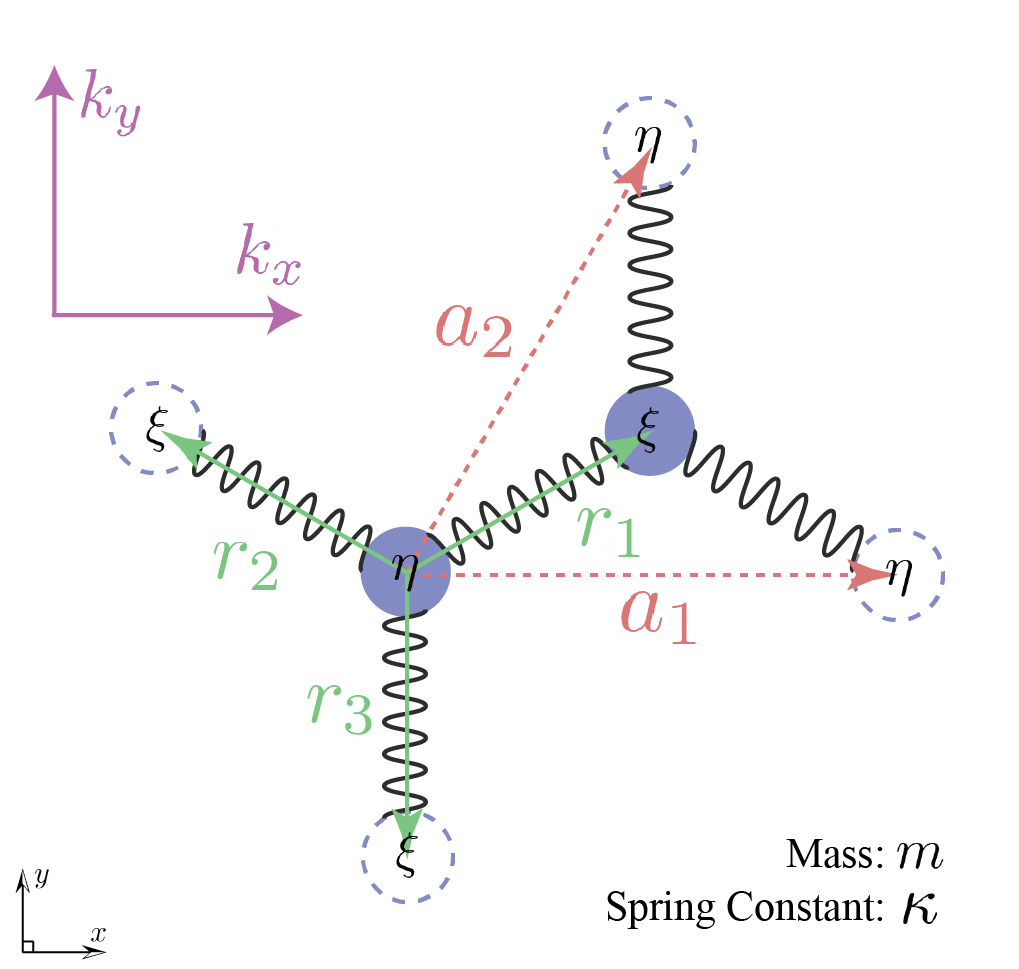 k_y
η
k_x
a_2
ξ
ξ
r_1
r_2
η
η
a_1
r_3
ξ
Mass: m
Spring Constant: κ
y
x